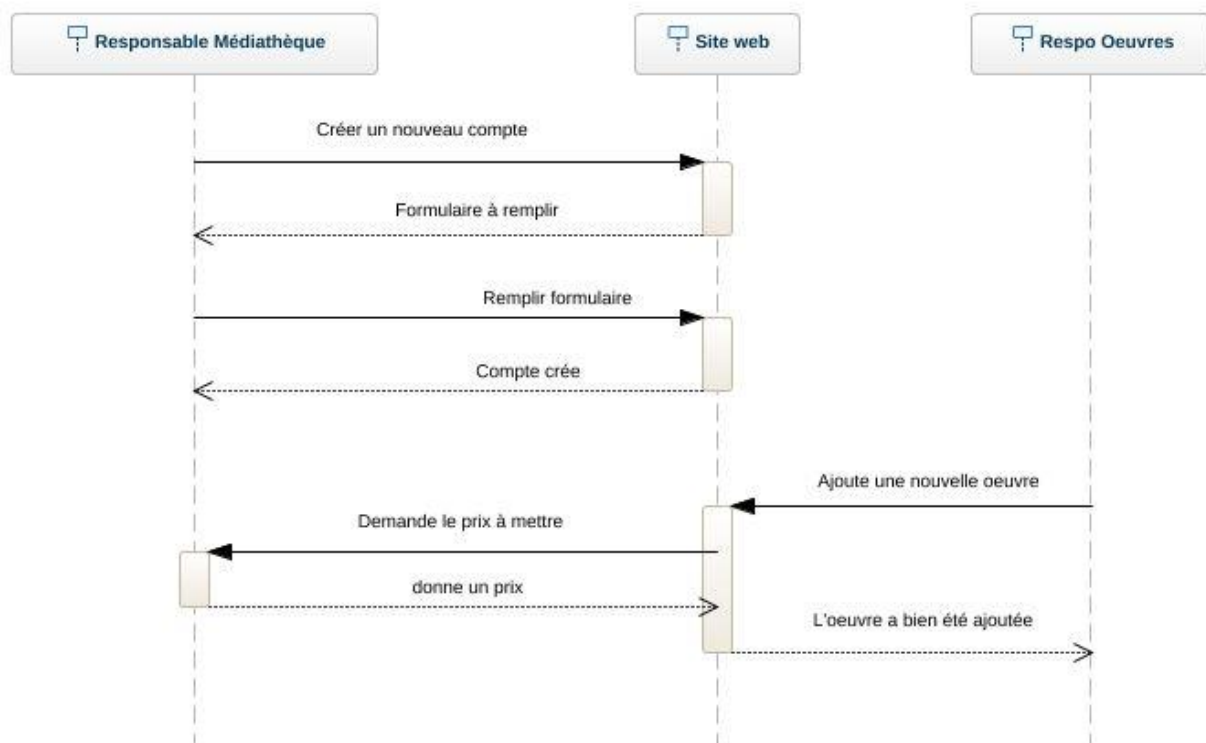 Responsable Médiathèque
Site web
Respo Oeuvres
Créer un nouveau compte
Formulaire à remplir
Remplir formulaire
Compte crée
Ajoute une nouvelle oeuvre
Demande le prix à mettre
donne un prix
L'oeuvre a bien été ajoutée